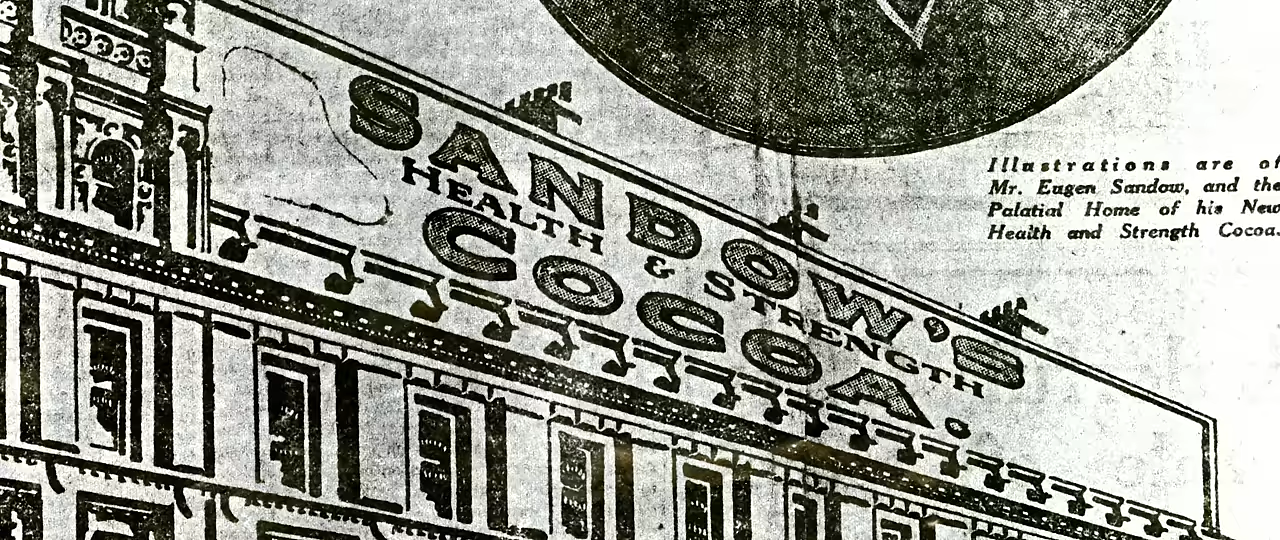 SANDOW'S
HEALTH & STRENGTH
COCOA.
Illustrations are of
Mr. Eugen Sandow, and the
Palatial Home of his New
Health and Strength Cocoa.